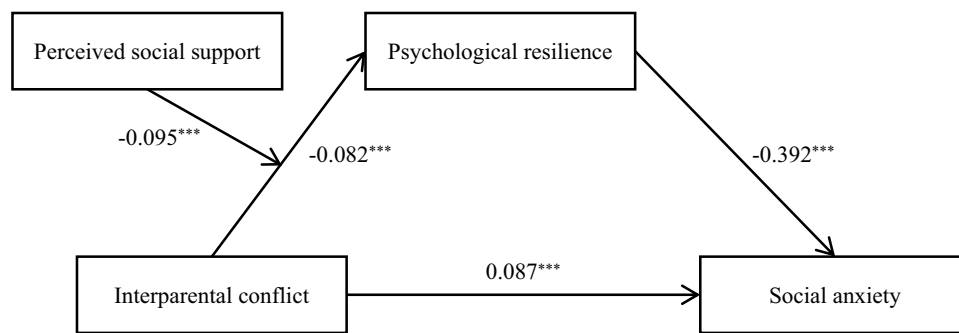 Perceived social support
Psychological resilience
-0.095***
-0.082***
-0.392***
0.087***
Interparental conflict
Social anxiety